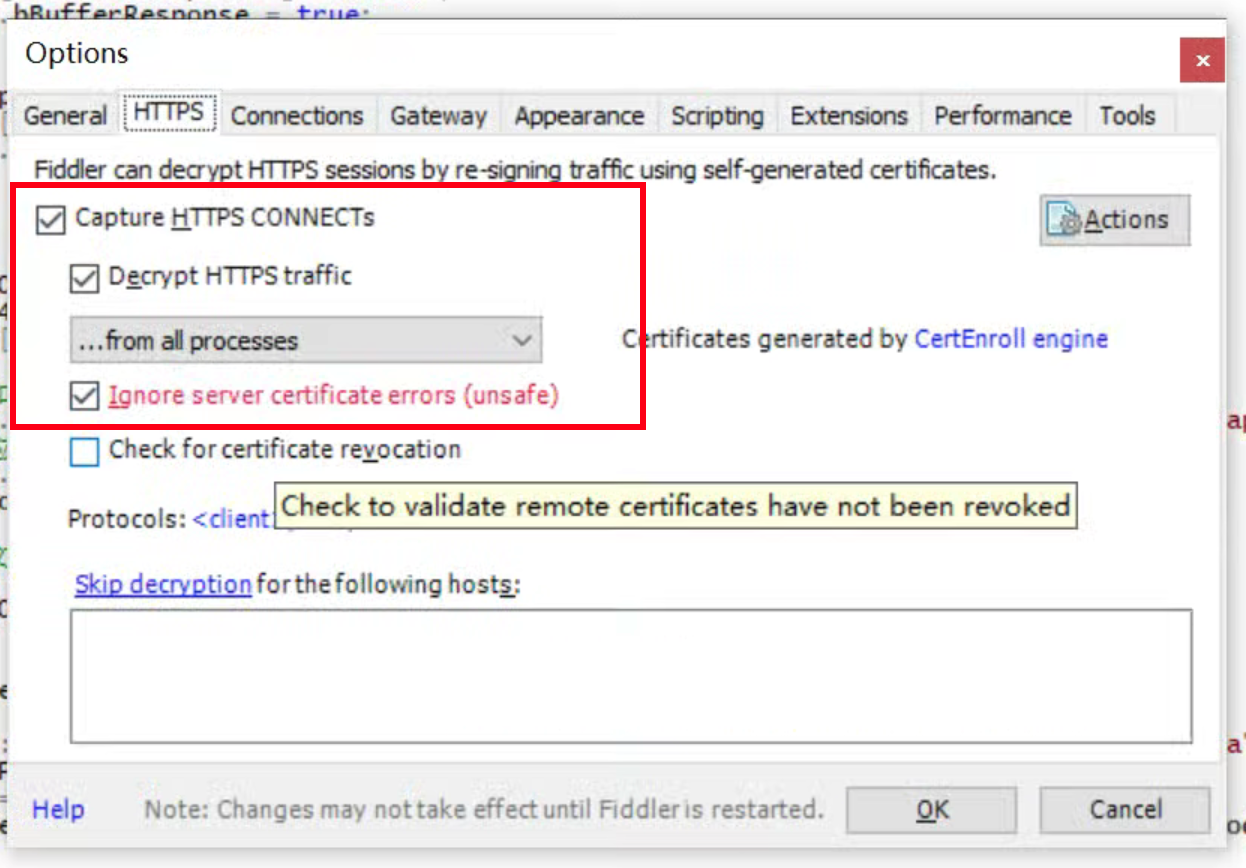 .bBufferResponse = true;
Options
General HTTPS Connections Gateway Appearance Scripting Extensions Performance Tools
Fiddler can decrypt HTTPS sessions by re-signing traffic using self-generated certificates.
Capture HTTPS CONNECTs
Actions
Decrypt HTTPS traffic
...from all processes
Certificates generated by CertEnroll engine
Ignore server certificate errors (unsafe)
Check for certificate revocation
Check to validate remote certificates have not been revoked
Protocols: <client
Skip decryption for the following hosts:
Help Note: Changes may not take effect until Fiddler is restarted. OK Cancel